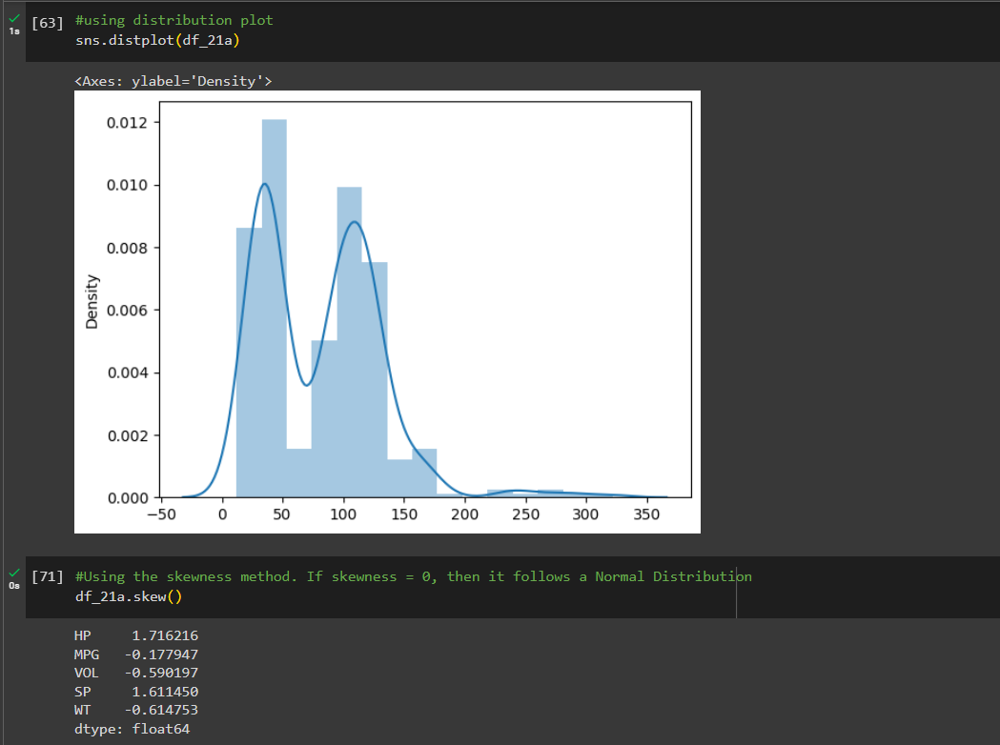 [63] #using distribution plot
1s
sns.distplot(df_21a)
<Axes: ylabel='Density'>
0.012
0.010
0.008
0.006
0.004
0.002
0.000
Density
−50 0 50 100 150 200 250 300 350
[71] #Using the skewness method. If skewness = 0, then it follows a Normal Distribution
0s
df_21a.skew()
HP 1.716216
MPG -0.177947
VOL -0.590197
SP 1.611450
WT -0.614753
dtype: float64